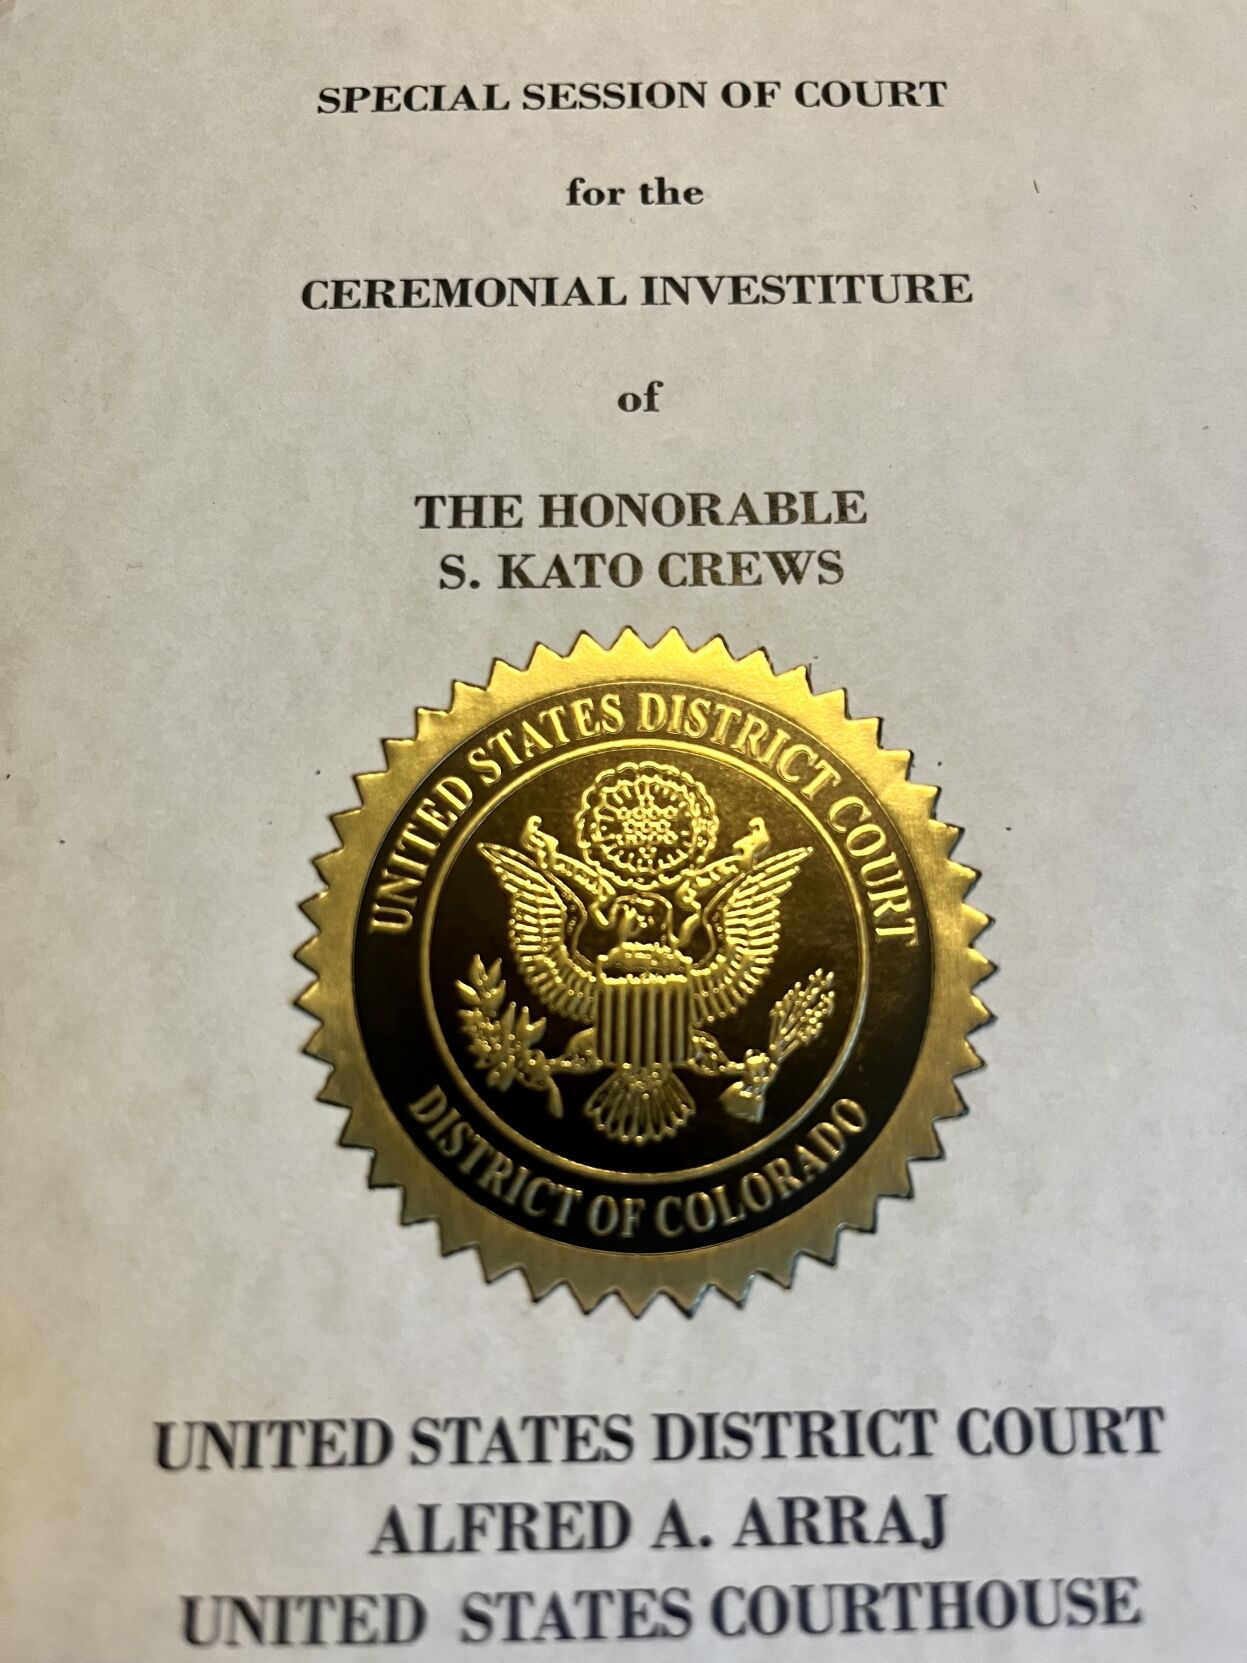 SPECIAL SESSION OF COURT
for the
CEREMONIAL INVESTITURE
of
THE HONORABLE
S. KATO CREWS
UNITED STATES DISTRICT COURT
DISTRICT OF COLORADO
UNITED STATES DISTRICT COURT
ALFRED A. ARRAJ
UNITED STATES COURTHOUSE